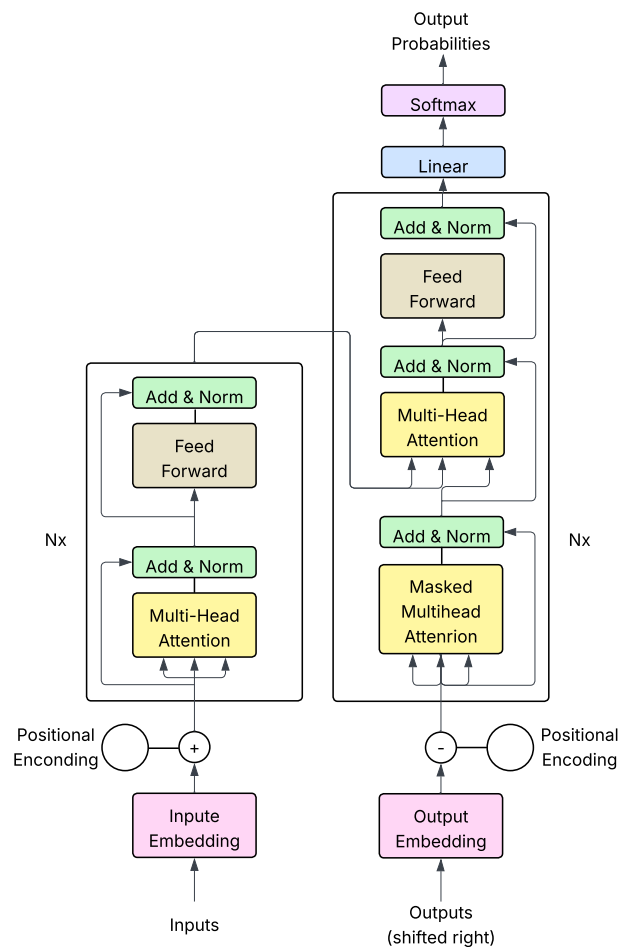 Output
Probabilities
Softmax
Linear
Add & Norm
Feed
Forward
Add & Norm
Multi-Head
Attention
Add & Norm
Masked
Multihead
Attenrion
Nx
Add & Norm
Feed
Forward
Nx
Add & Norm
Multi-Head
Attention
Positional
Enconding
+
-
Positional
Encoding
Inpute
Embedding
Output
Embedding
Inputs
Outputs
(shifted right)